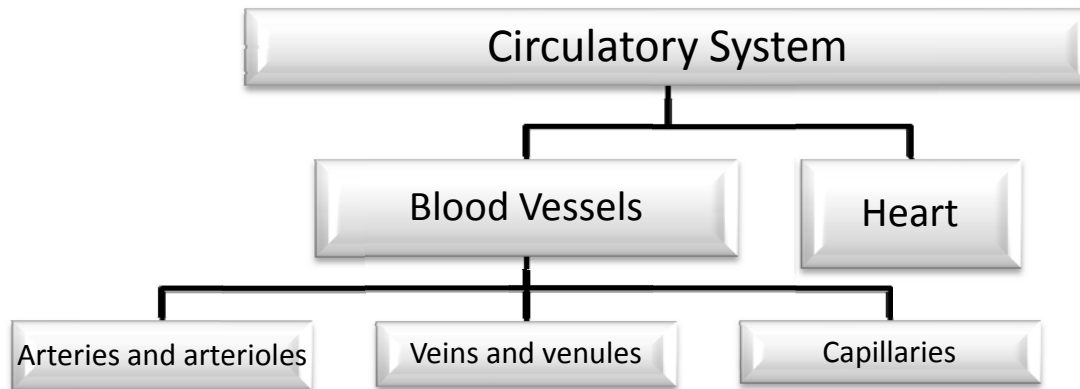 Circulatory System
Blood Vessels
Heart
Arteries and arterioles
Veins and venules
Capillaries